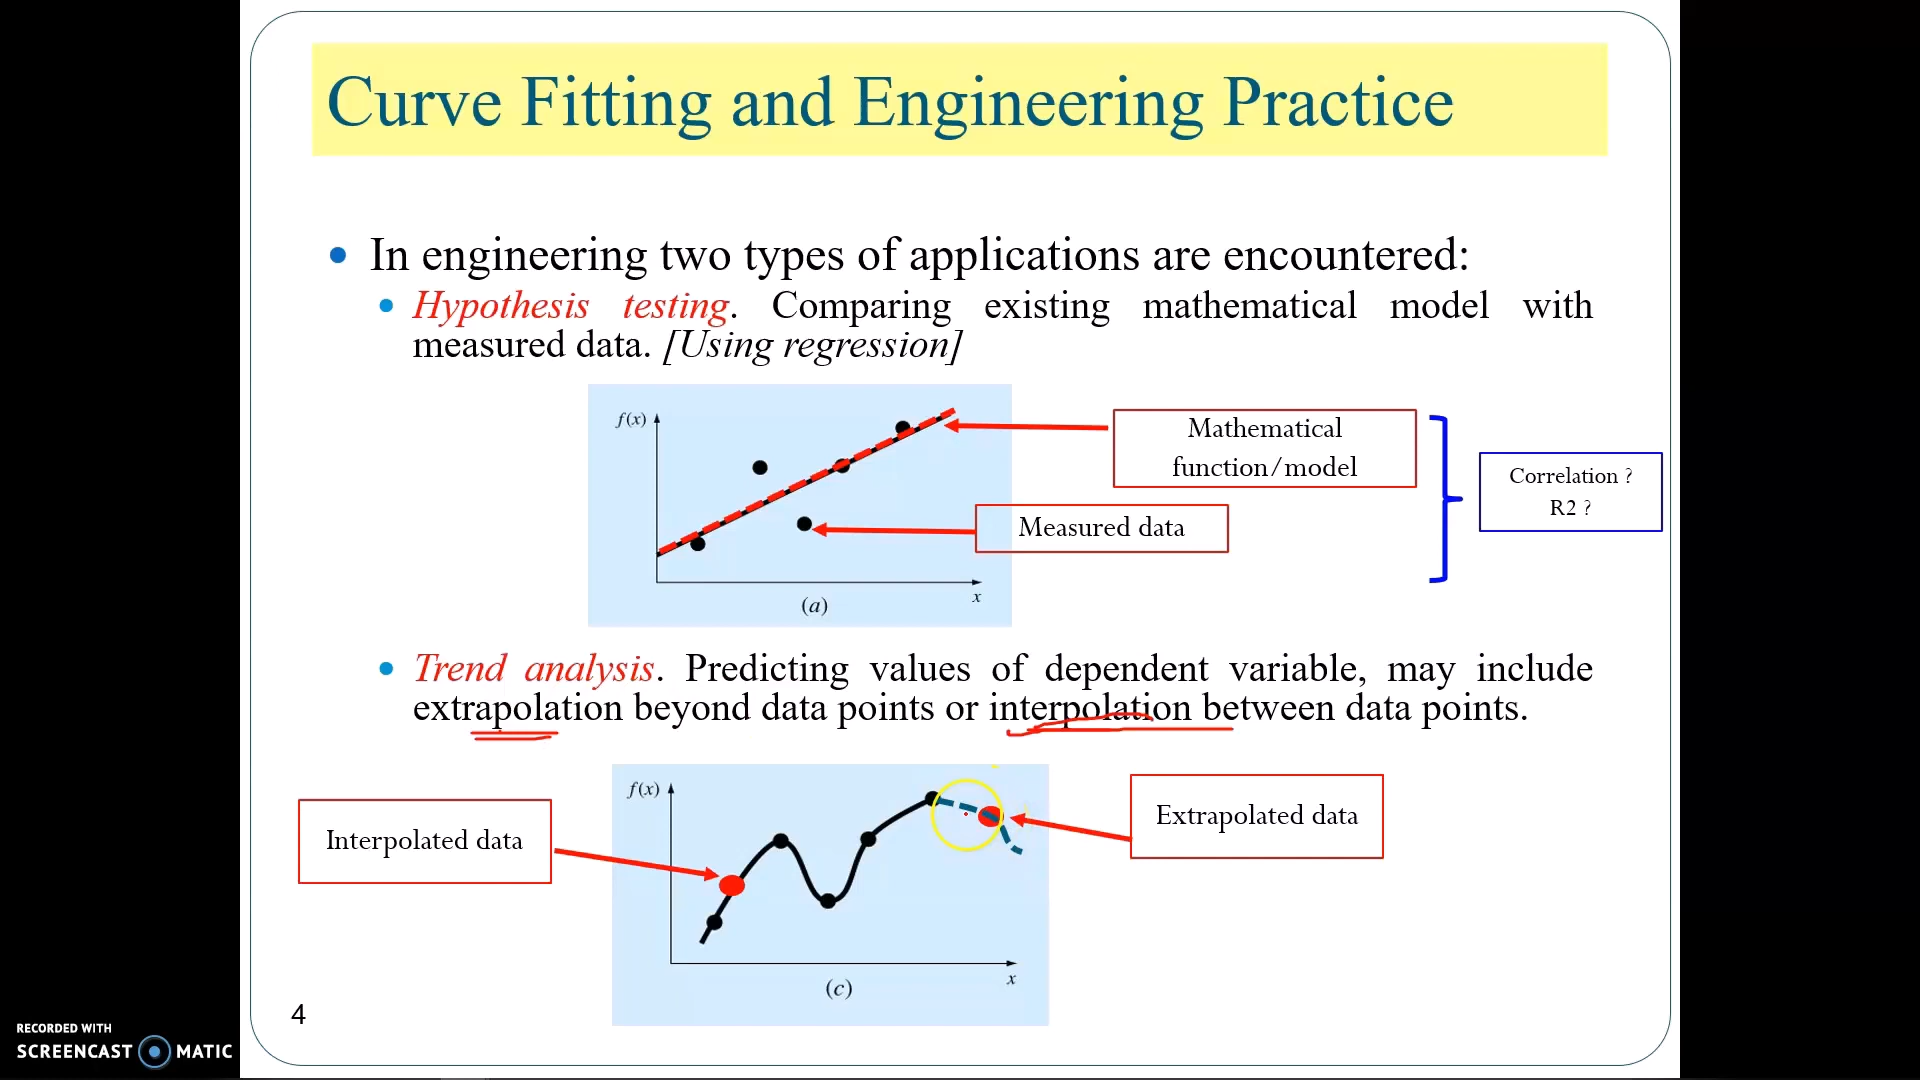 Curve Fitting and Engineering Practice
In engineering two types of applications are encountered:
Hypothesis testing. Comparing existing mathematical model with
measured data. [Using regression]
f(x)
x
(a)
Mathematical
function/model
Measured data
Correlation ?
R2 ?
Trend analysis. Predicting values of dependent variable, may include
extrapolation beyond data points or interpolation between data points.
Interpolated data
f(x)
x
(c)
Extrapolated data
4
RECORDED WITH
SCREENCAST MATIC